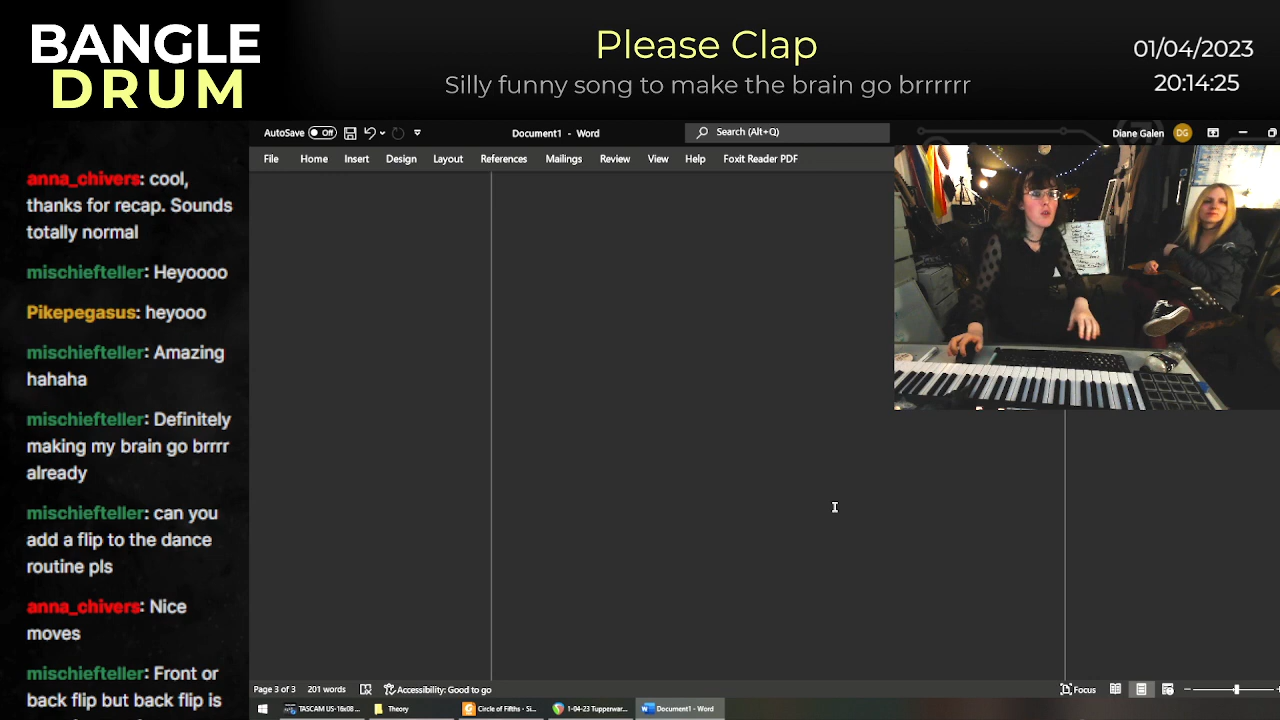 BANGLE
DRUM
Please Clap
Silly funny song to make the brain go brrrrrr
01/04/2023
20:14:25
AutoSave Off
Document1 - Word
Search (Alt+Q)
Diane Galen DG
File Home Insert Design Layout References Mailings Review View Help Foxit Reader PDF
anna_chivers: cool,
thanks for recap. Sounds
totally normal
mischiefteller: Heyoooo
Pikepegasus: heyooo
mischiefteller: Amazing
hahaha
mischiefteller: Definitely
making my brain go brrrr
already
mischiefteller: can you
add a flip to the dance
routine pls
anna_chivers: Nice
moves
mischiefteller: Front or
back flip but back flip is
Page 3 of 3 201 words Accessibility: Good to go Focus
TASCAM US-16x08 ... Theory Circle of Fifths - Si... 1-04-23 Tupperwar... Document1 - Word